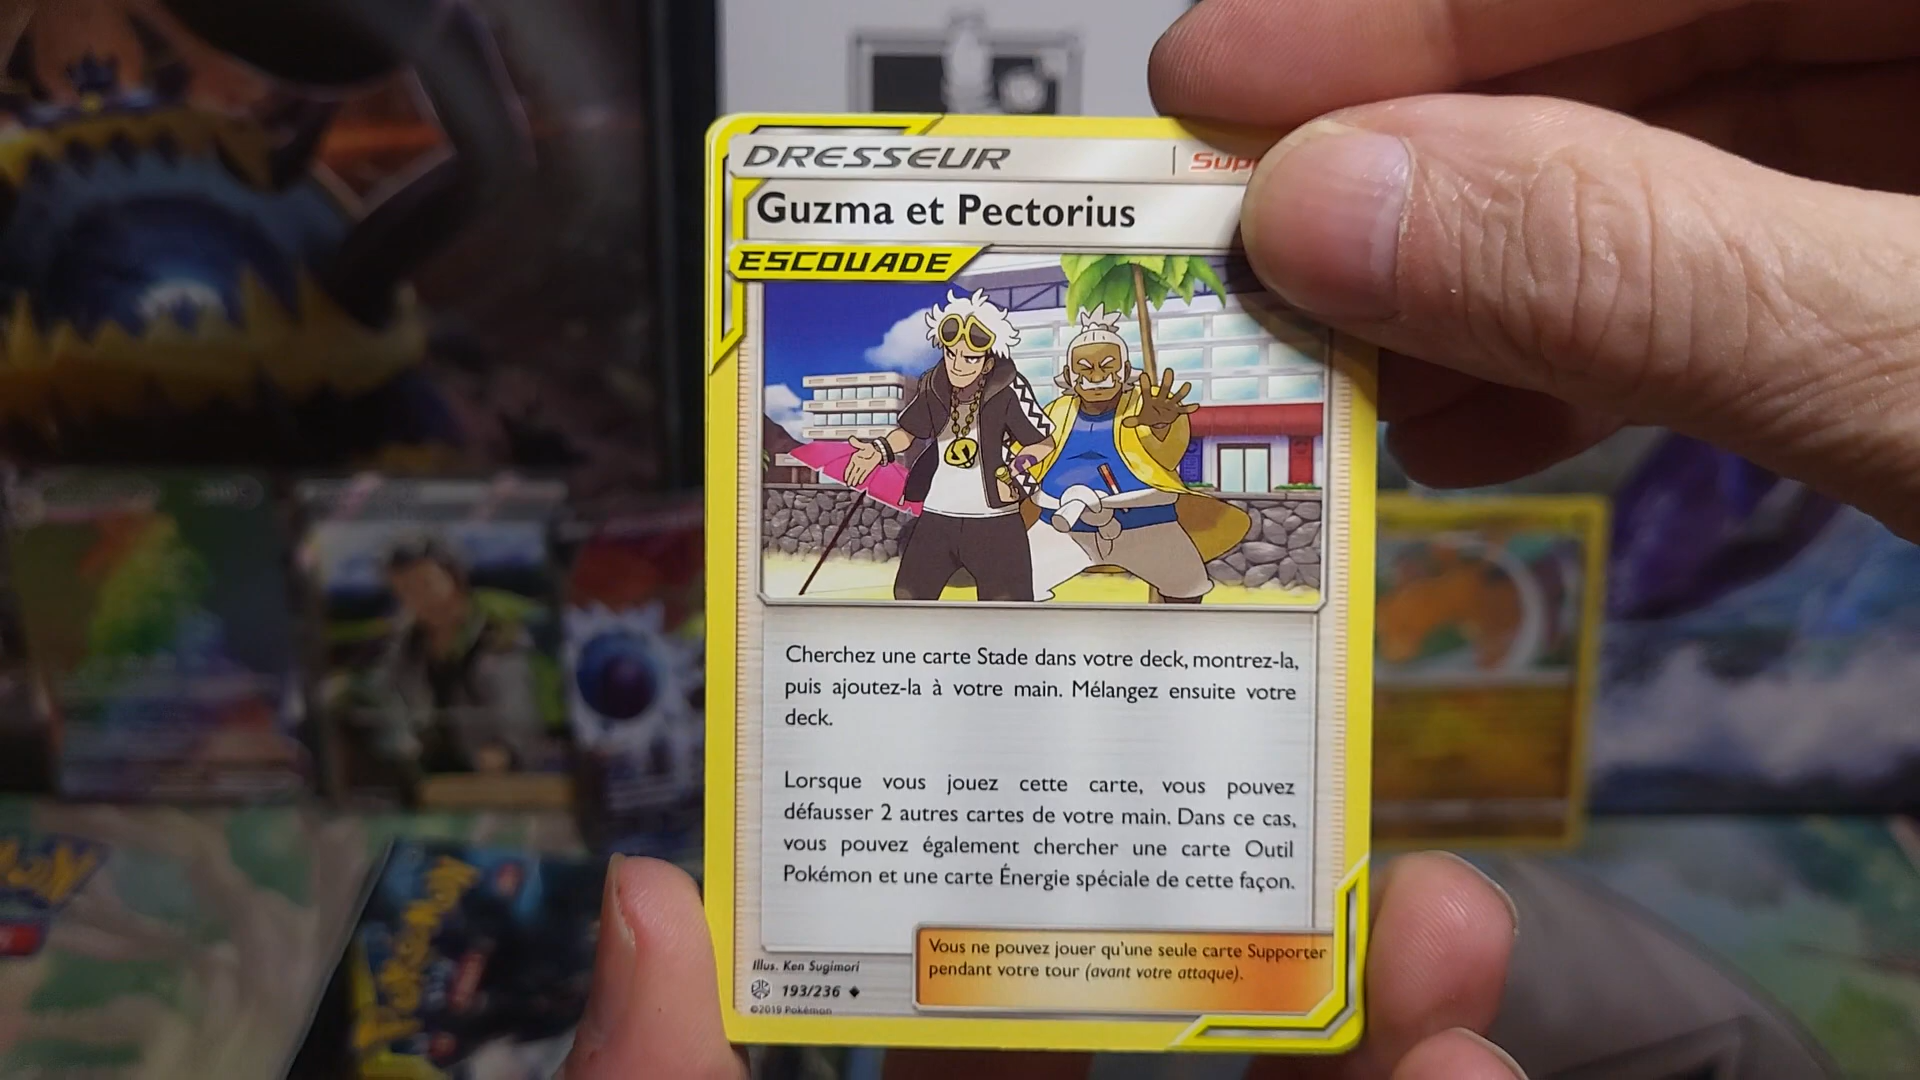 DRESSEUR
Guzma et Pectorius
ESCOUADE
Cherchez une carte Stade dans votre deck, montrez-la,
puis ajoutez-la à votre main. Mélangez ensuite votre
deck.
Lorsque vous jouez cette carte, vous pouvez
défausser 2 autres cartes de votre main. Dans ce cas,
vous pouvez également chercher une carte Outil
Pokémon et une carte Énergie spéciale de cette façon.
Vous ne pouvez jouer qu'une seule carte Supporter
pendant votre tour (avant votre attaque).
Illus. Ken Sugimori
193/236
©2019 Pokémon
Pokémon